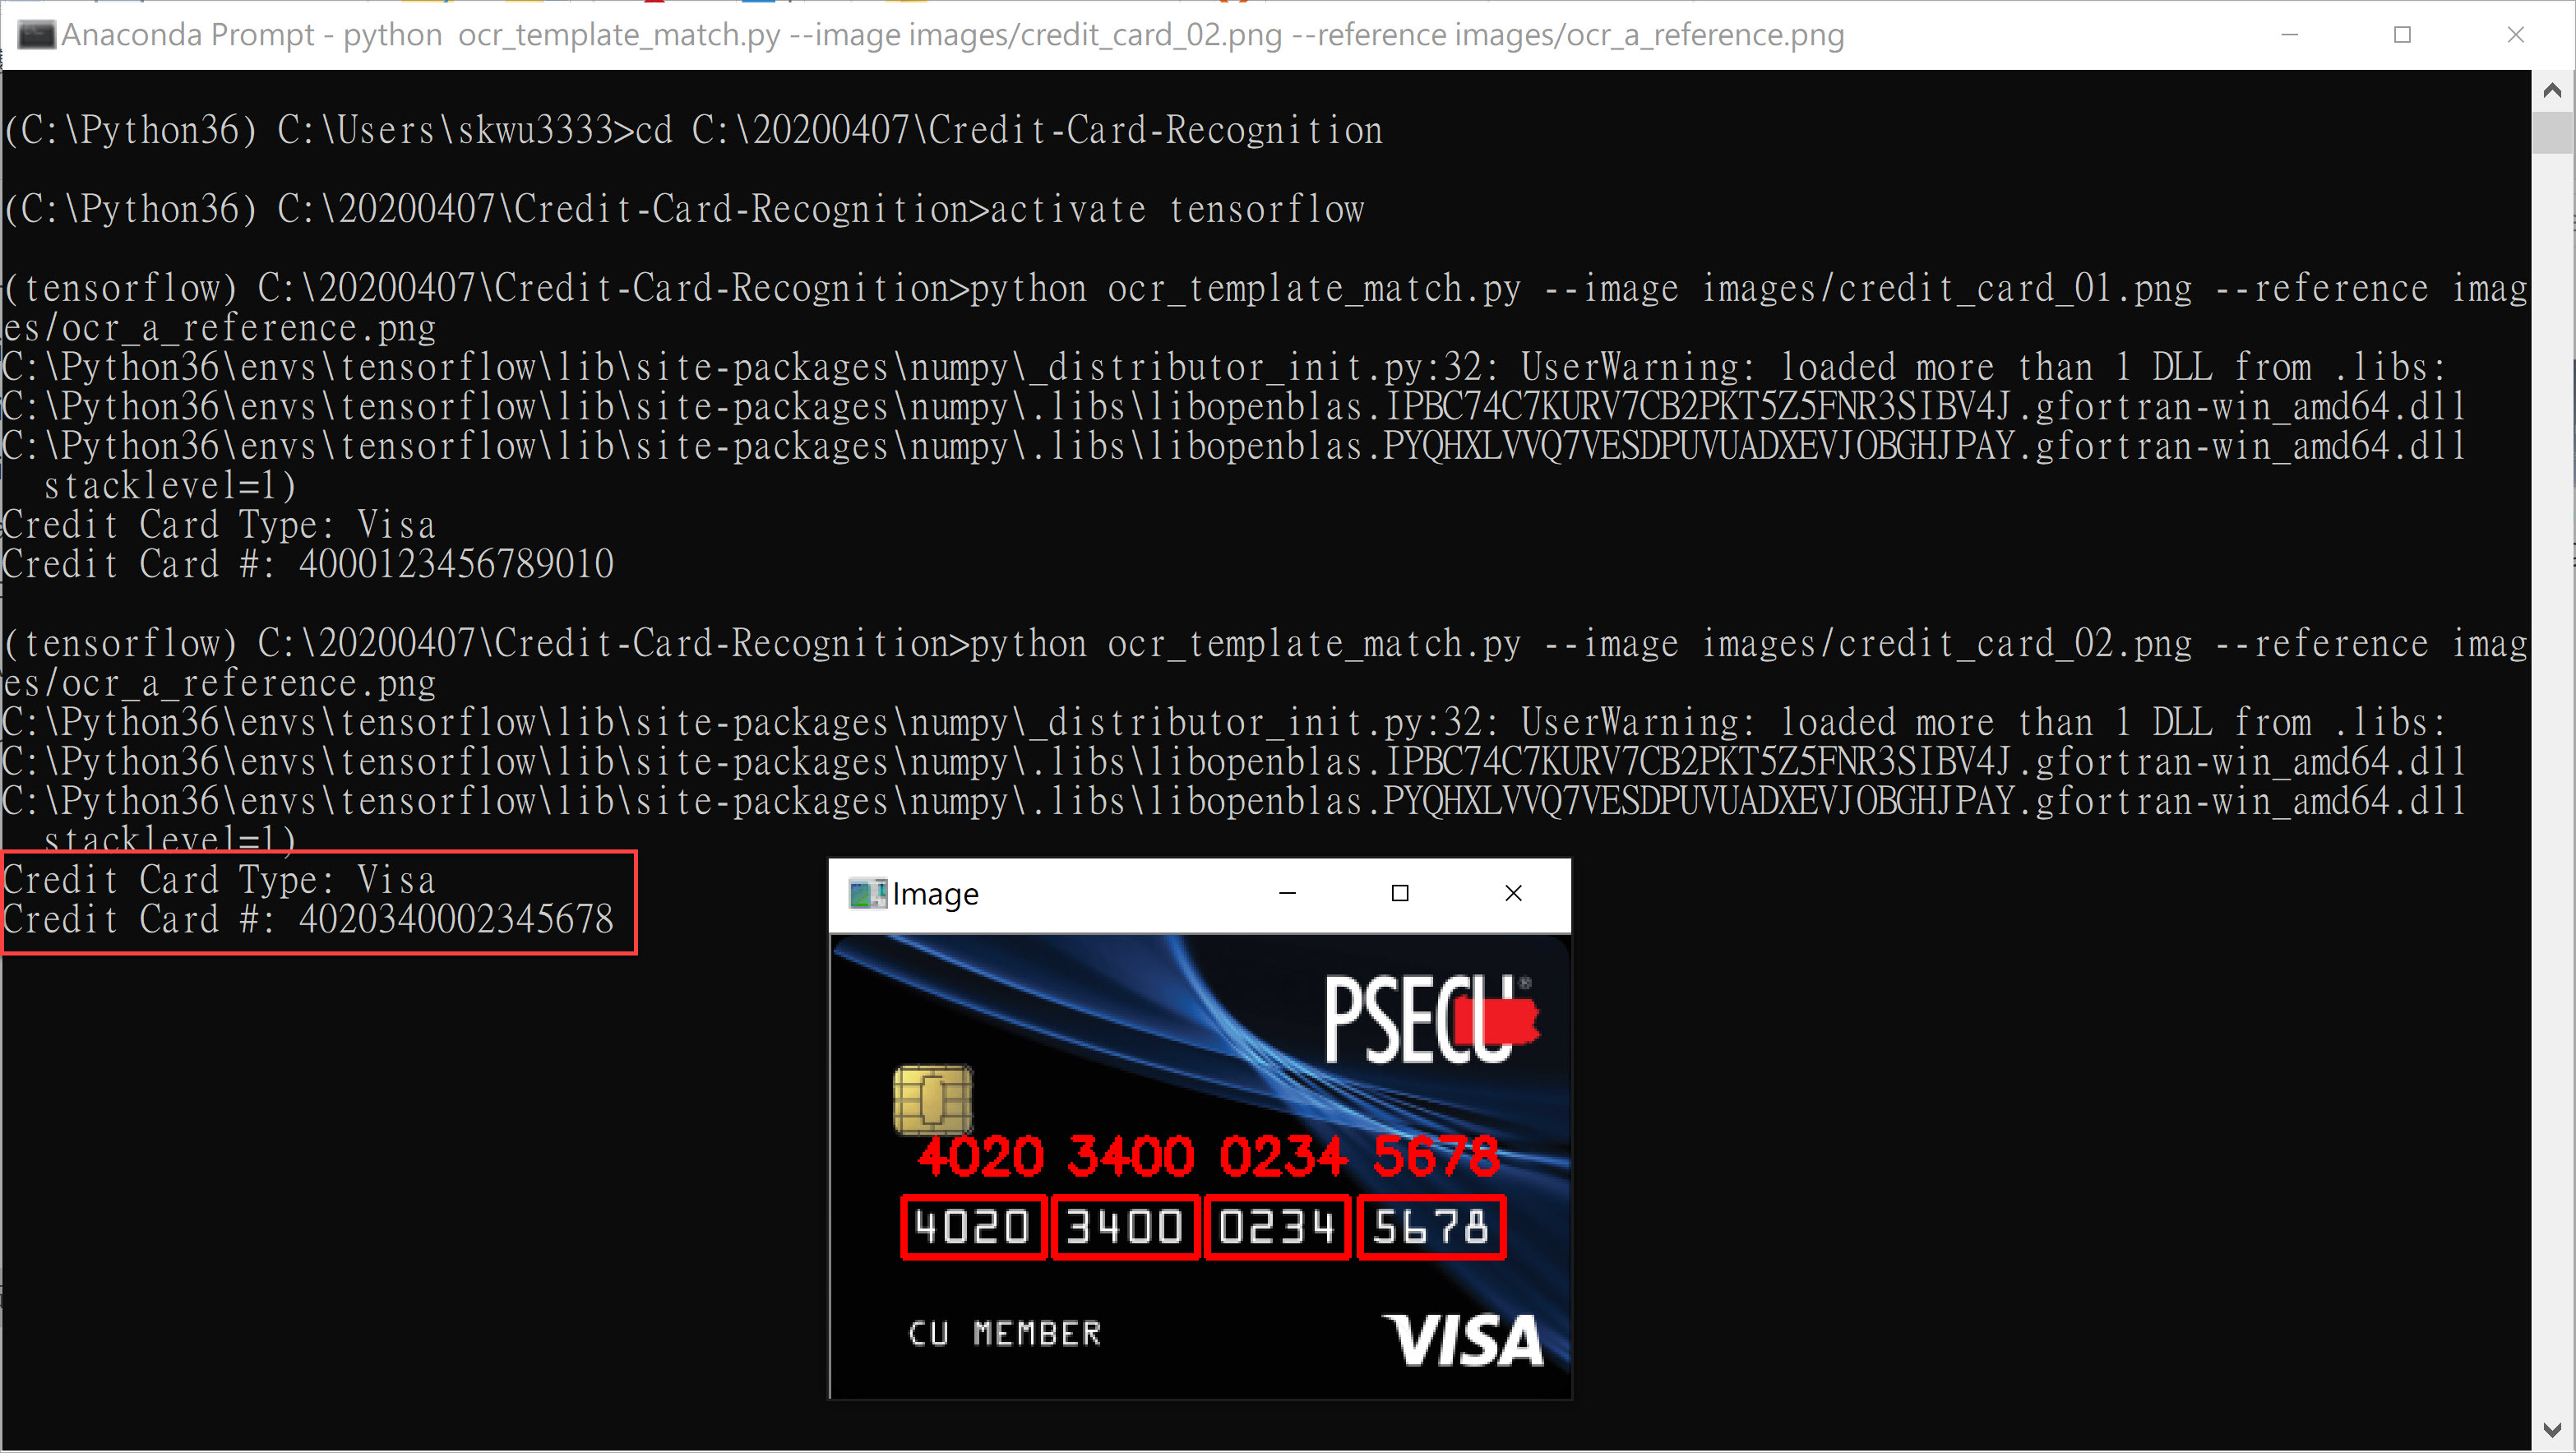 Anaconda Prompt - python  ocr_template_match.py --image images/credit_card_02.png --reference images/ocr_a_reference.png
(C:\Python36) C:\Users\skwu3333>cd C:\20200407\Credit-Card-Recognition
(C:\Python36) C:\20200407\Credit-Card-Recognition>activate tensorflow
(tensorflow) C:\20200407\Credit-Card-Recognition>python ocr_template_match.py --image images/credit_card_01.png --reference imag
es/ocr_a_reference.png
C:\Python36\envs\tensorflow\lib\site-packages\numpy\_distributor_init.py:32: UserWarning: loaded more than 1 DLL from .libs:
C:\Python36\envs\tensorflow\lib\site-packages\numpy\.libs\libopenblas.IPBC74C7KURV7CB2PKT5Z5FNR3SIBV4J.gfortran-win_amd64.dll
C:\Python36\envs\tensorflow\lib\site-packages\numpy\.libs\libopenblas.PYQHXLVVQ7VESDPUVUADXEVJOBGHJPAY.gfortran-win_amd64.dll
  stacklevel=1)
Credit Card Type: Visa
Credit Card #: 4000123456789010
(tensorflow) C:\20200407\Credit-Card-Recognition>python ocr_template_match.py --image images/credit_card_02.png --reference imag
es/ocr_a_reference.png
C:\Python36\envs\tensorflow\lib\site-packages\numpy\_distributor_init.py:32: UserWarning: loaded more than 1 DLL from .libs:
C:\Python36\envs\tensorflow\lib\site-packages\numpy\.libs\libopenblas.IPBC74C7KURV7CB2PKT5Z5FNR3SIBV4J.gfortran-win_amd64.dll
C:\Python36\envs\tensorflow\lib\site-packages\numpy\.libs\libopenblas.PYQHXLVVQ7VESDPUVUADXEVJOBGHJPAY.gfortran-win_amd64.dll
  stacklevel=1)
Credit Card Type: Visa
Credit Card #: 4020340002345678
Image
PSECU®
4020 3400 0234 5678
4020 3400 0234 5678
CU MEMBER
VISA